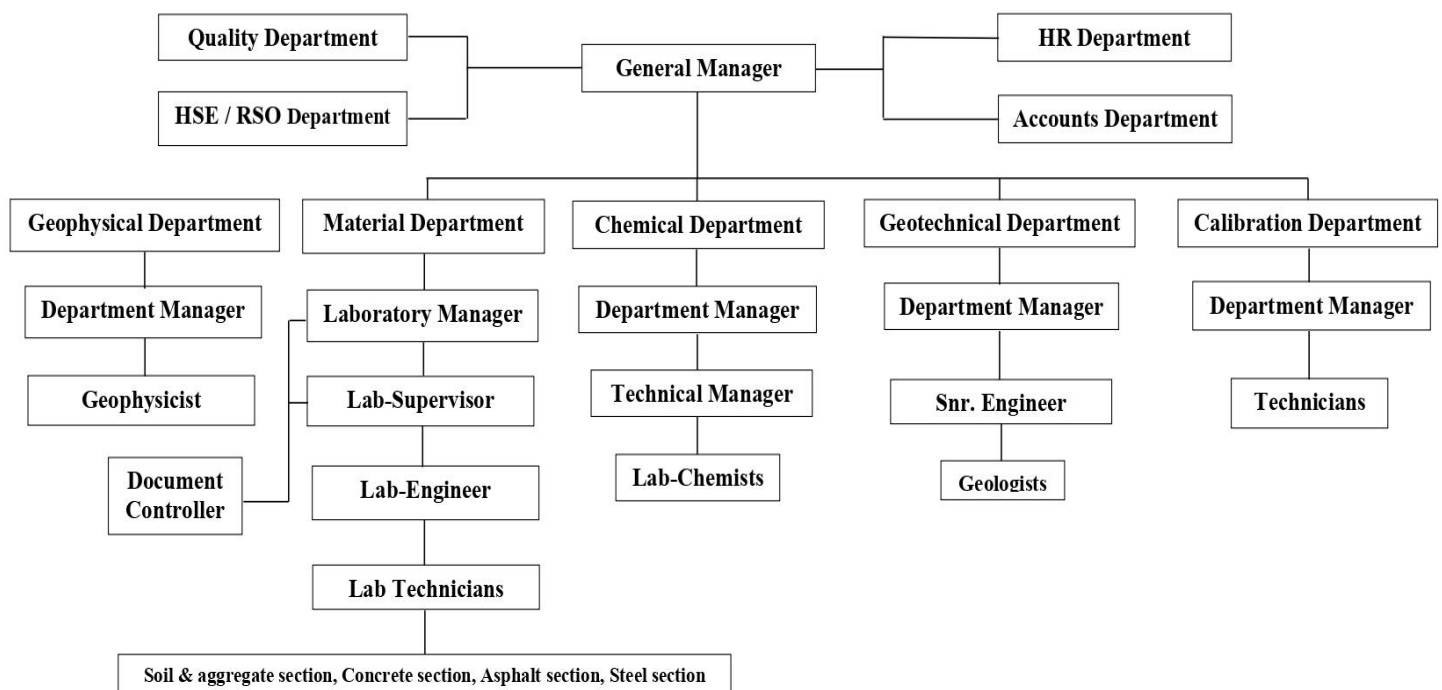 Quality Department
HR Department
General Manager
HSE / RSO Department
Accounts Department
Geophysical Department
Material Department
Chemical Department
Geotechnical Department
Calibration Department
Department Manager
Laboratory Manager
Department Manager
Department Manager
Department Manager
Geophysicist
Lab-Supervisor
Technical Manager
Snr. Engineer
Technicians
Document
Controller
Lab-Engineer
Lab-Chemists
Geologists
Lab Technicians
Soil & aggregate section, Concrete section, Asphalt section, Steel section